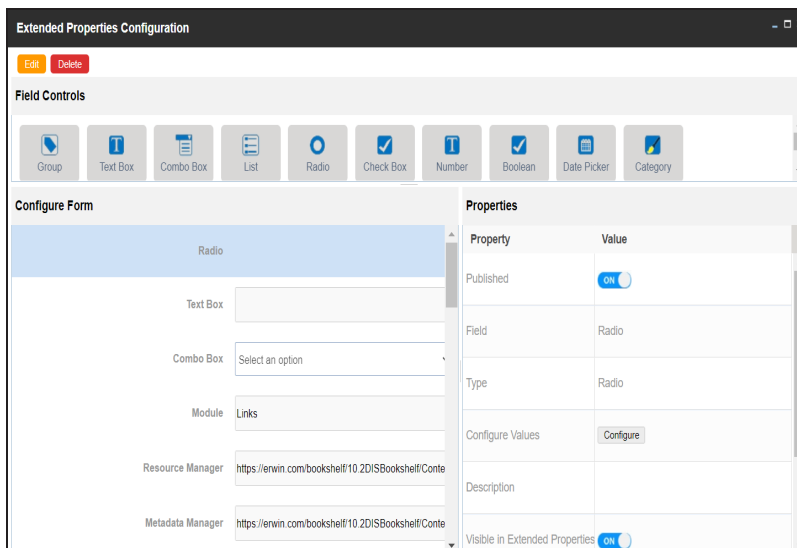 Extended Properties Configuration
Edit Delete
Field Controls
Group Text Box Combo Box List Radio Check Box Number Boolean Date Picker Category
Configure Form
Radio
Text Box
Combo Box Select an option
Module Links
Resource Manager https://erwin.com/bookshelf/10.2DISBookshelf/Conte
Metadata Manager https://erwin.com/bookshelf/10.2DISBookshelf/Conte
Properties
Property Value
Published ON
Field Radio
Type Radio
Configure Values Configure
Description
Visible in Extended Properties ON